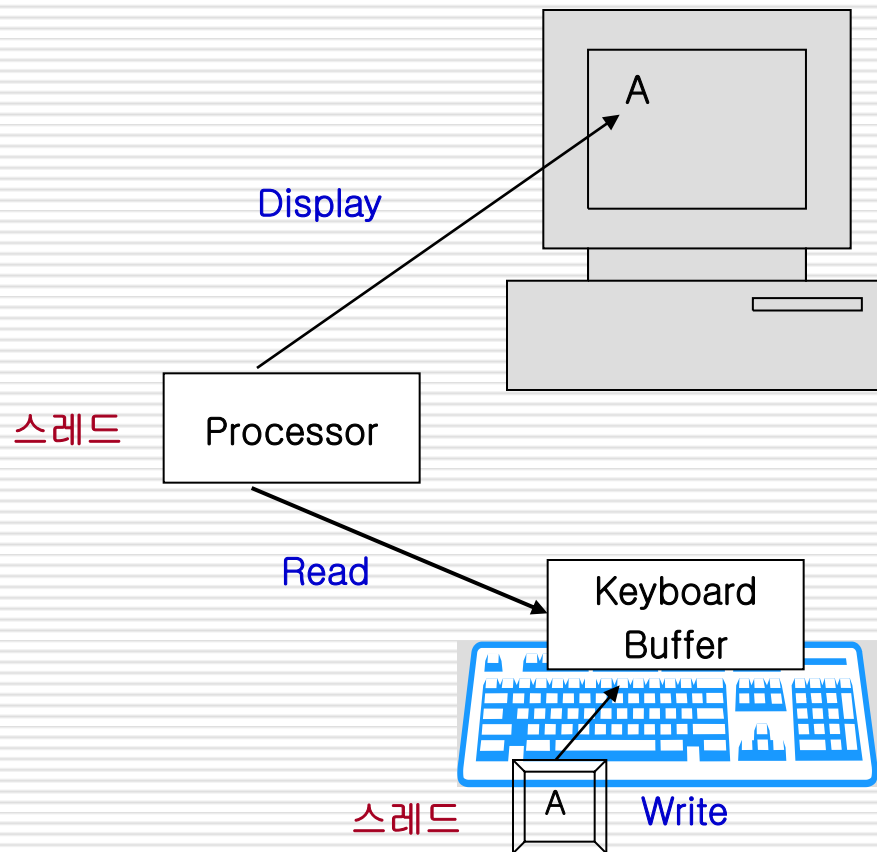 A
Display
스레드
Processor
Read
Keyboard
Buffer
A
스레드
Write